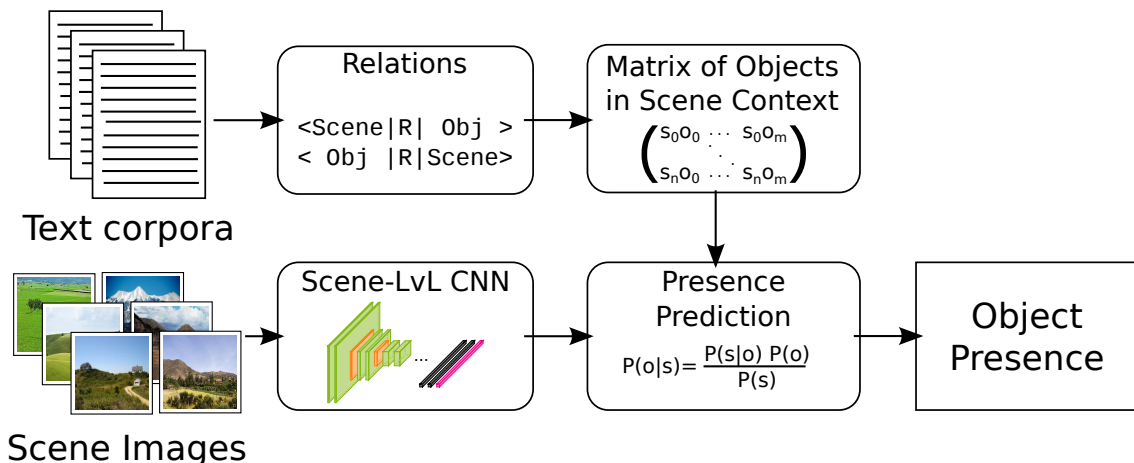 Text corpora
Relations
<Scene|R| Obj >
< Obj |R|Scene>
Matrix of Objects
in Scene Context
s₀o₀ ... s₀oₘ
sₙo₀ ... sₙoₘ
Scene Images
Scene-LvL CNN
...
Presence
Prediction
P(o|s)= P(s|o) P(o)
P(s)
Object
Presence